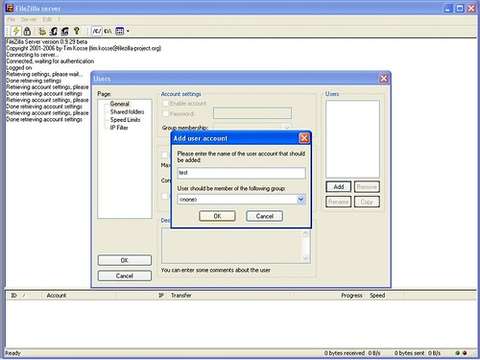 FileZilla server
File Server Edit ?
/C/ C:\
FileZilla Server version 0.9.29 beta
Copyright 2001-2006 by Tim Kosse (tim.kosse@filezilla-project.org)
Connecting to server...
Connected, waiting for authentication
Logged on
Retrieving settings, please wait...
Done retrieving settings
Retrieving account settings, please
Done retrieving account settings
Retrieving account settings, please
Done retrieving account settings
Retrieving account settings, please
Done retrieving account settings
Users
Page:
General
Shared folders
Speed Limits
IP Filter
OK
Cancel
Account settings
Enable account
Password:
Group membership:
Max
Con
Des
You can enter some comments about the user
Users
Add
Remove
Rename
Copy
Add user account
Please enter the name of the user account that should
be added:
test
User should be member of the following group:
<none>
OK
Cancel
ID / Account IP Transfer Progress Speed
Ready
0 bytes received 0 B/s 0 bytes sent 0 B/s